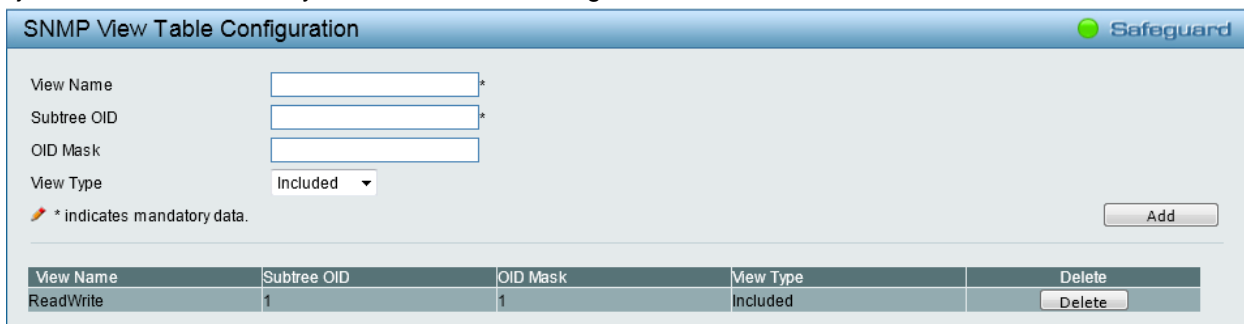 SNMP View Table Configuration Safeguard
View Name *
Subtree OID *
OID Mask
View Type Included
* indicates mandatory data. Add
View Name Subtree OID OID Mask View Type Delete
ReadWrite 1 1 Included Delete